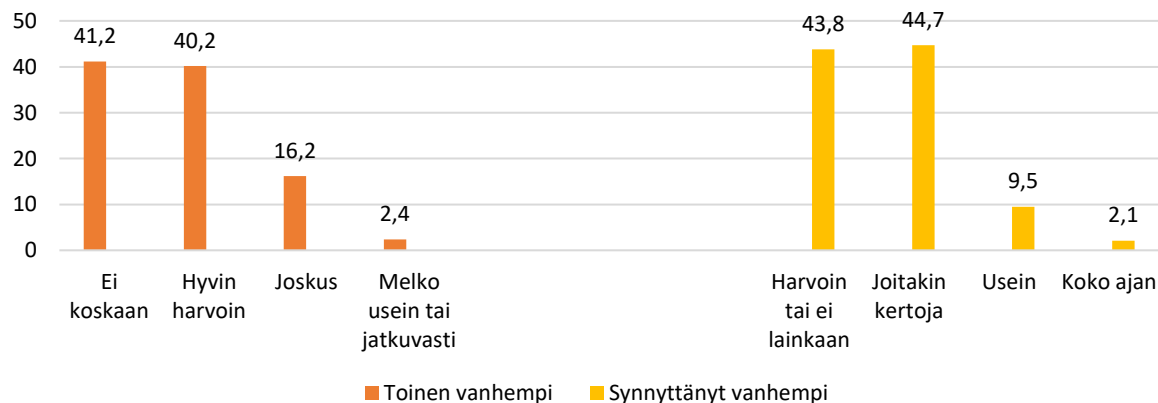 50
40
30
20
10
0
41,2
40,2
16,2
2,4
43,8
44,7
9,5
2,1
Ei
koskaan
Hyvin
harvoin
Joskus
Melko
usein tai
jatkuvasti
Harvoin
tai ei
lainkaan
Joitakin
kertoja
Usein
Koko ajan
Toinen vanhempi
Synnyttänyt vanhempi